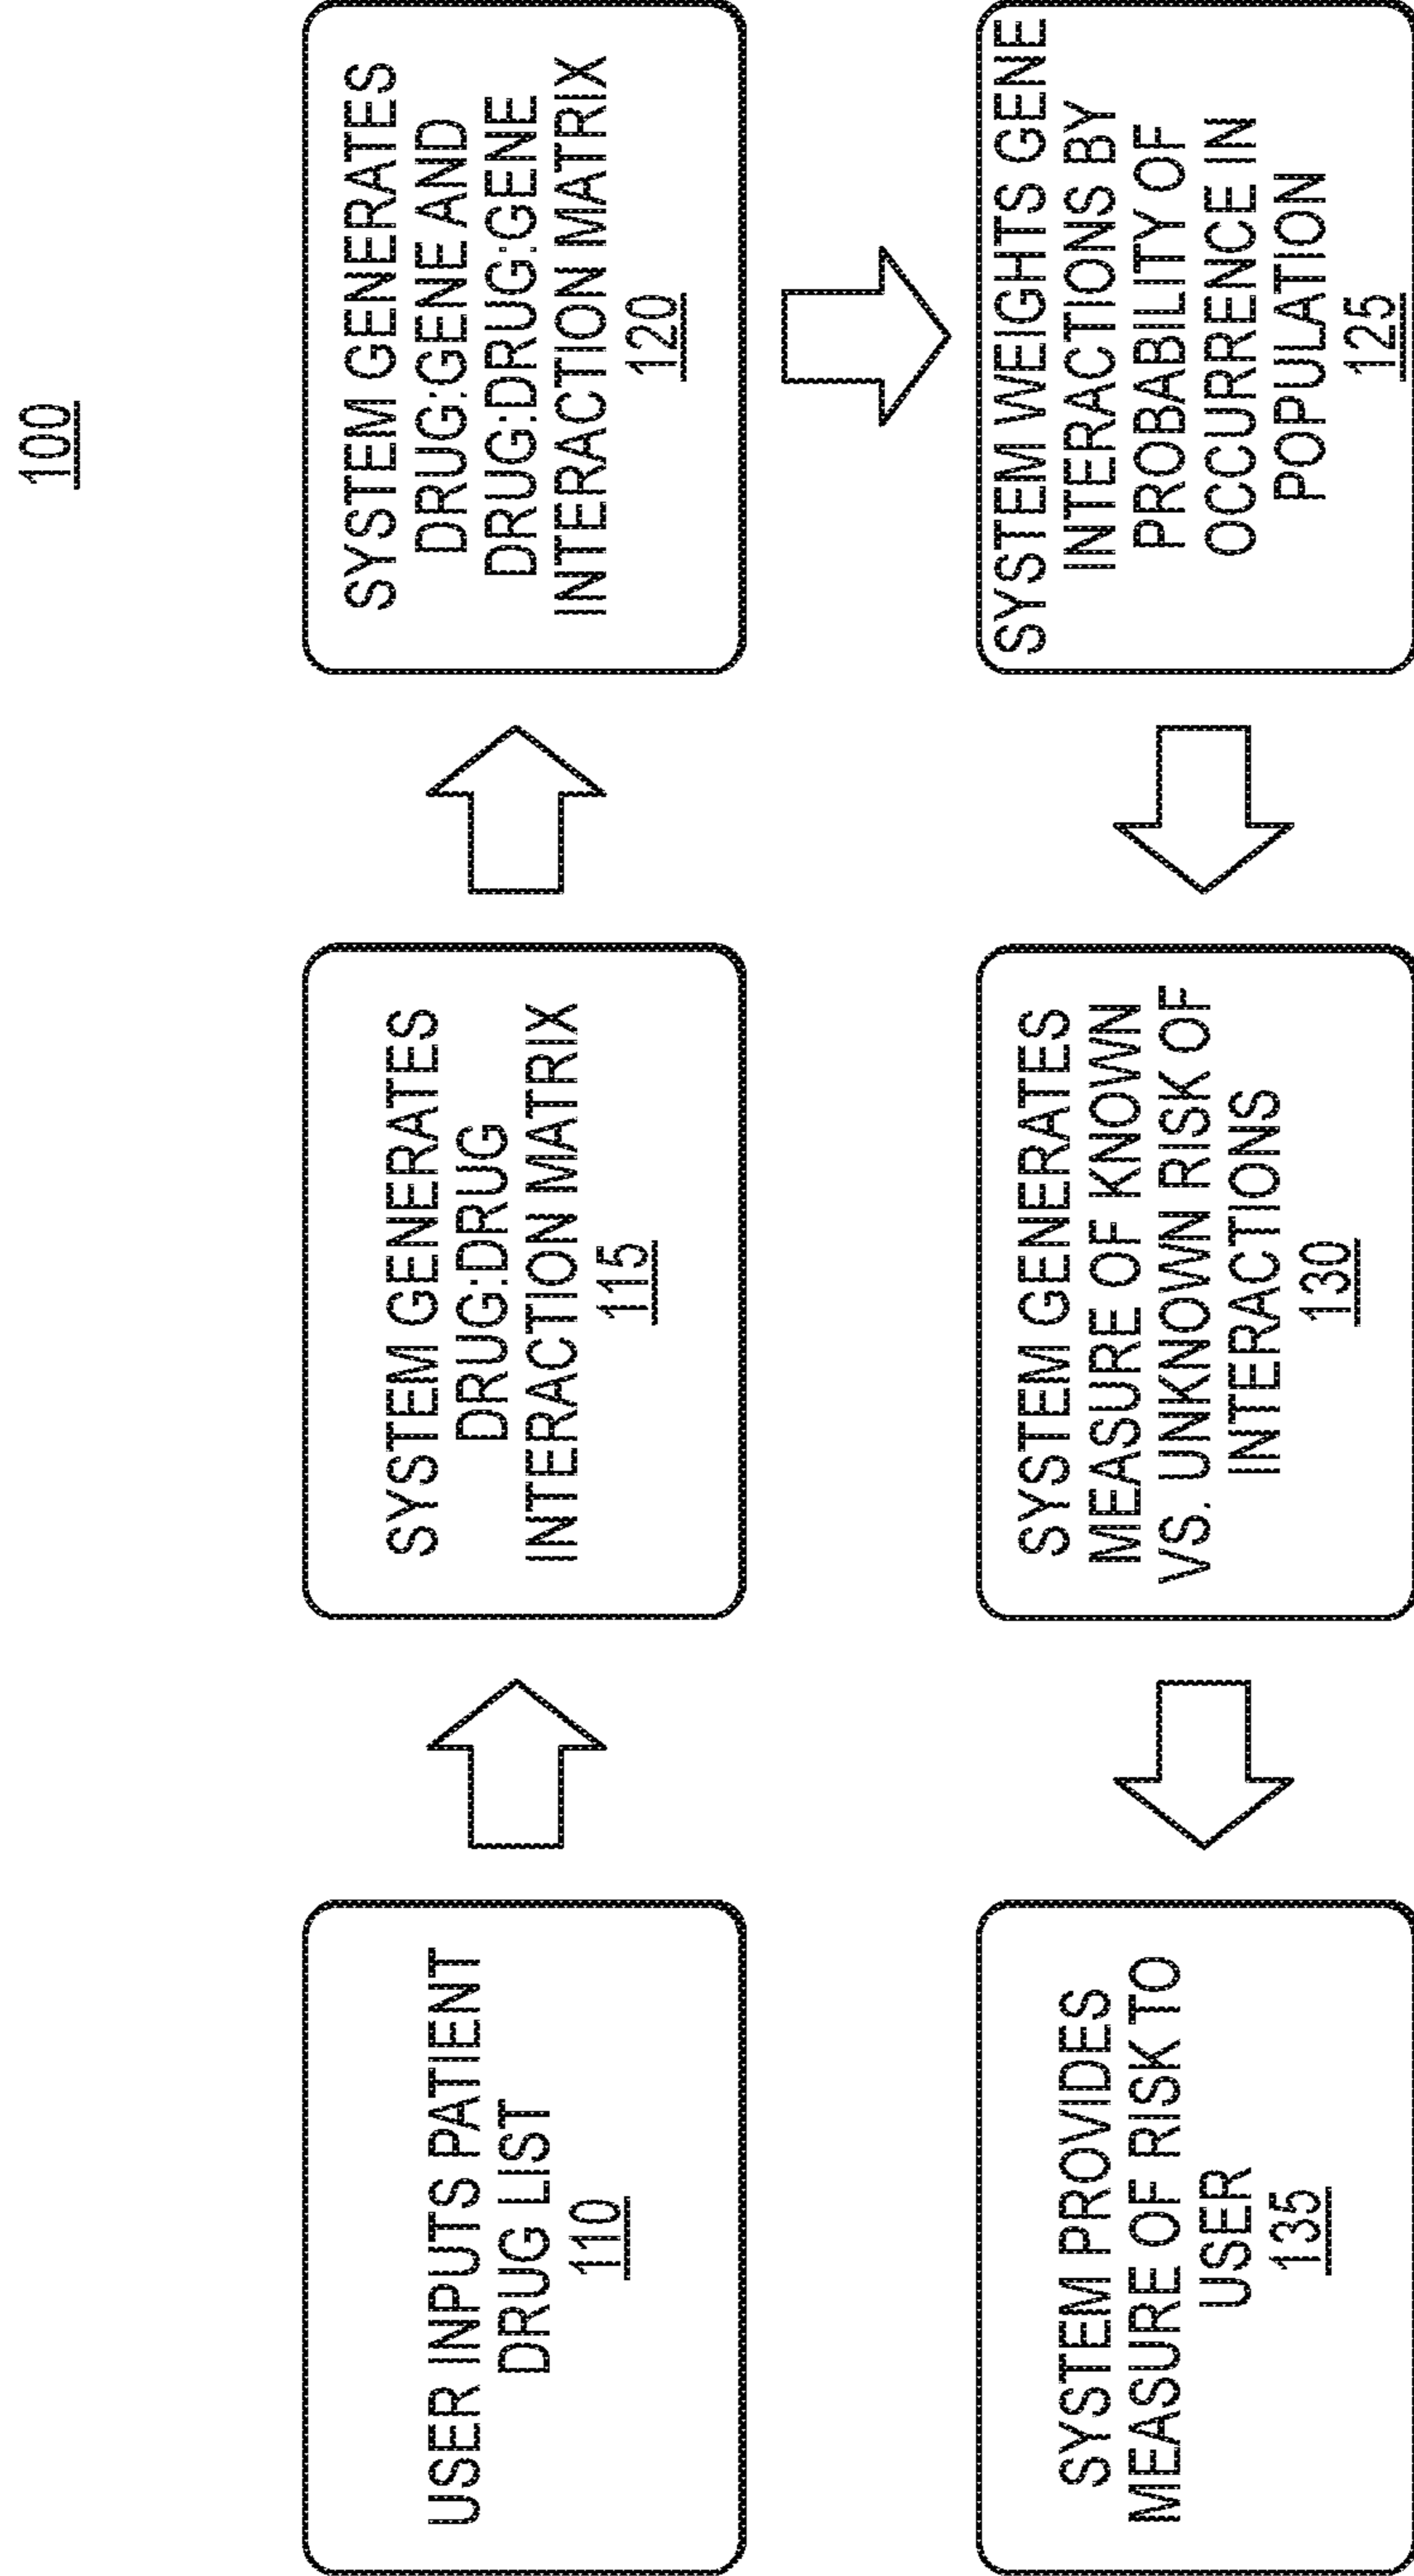 100
USER INPUTS PATIENT
DRUG LIST
110
SYSTEM GENERATES
DRUG:DRUG
INTERACTION MATRIX
115
SYSTEM GENERATES
DRUG:GENE AND
DRUG:DRUG:GENE
INTERACTION MATRIX
120
SYSTEM WEIGHTS GENE
INTERACTIONS BY
PROBABILITY OF
OCCURRENCE IN
POPULATION
125
SYSTEM GENERATES
MEASURE OF KNOWN
VS. UNKNOWN RISK OF
INTERACTIONS
130
SYSTEM PROVIDES
MEASURE OF RISK TO
USER
135